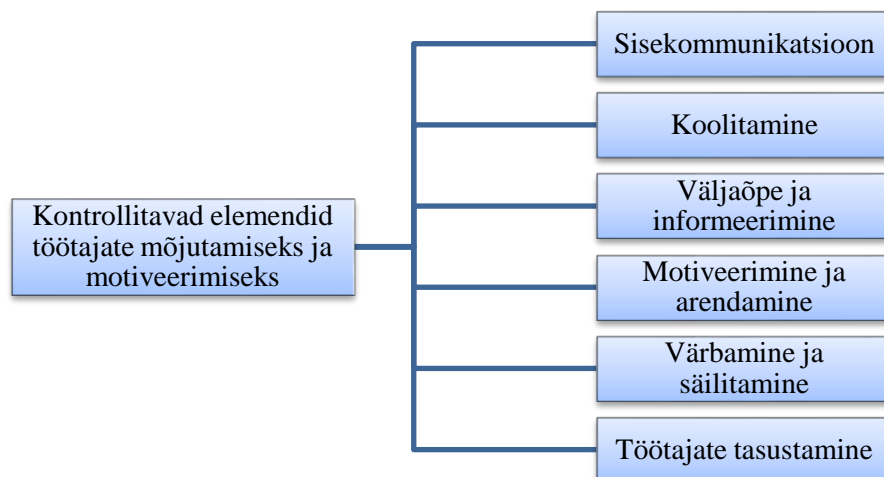 Kontrollitavad elemendid
töötajate mõjutamiseks ja
motiveerimiseks
Sisekommunikatsioon
Koolitamine
Väljaõpe ja
informeerimine
Motiveerimine ja
arendamine
Värbamine ja
säilitamine
Töötajate tasustamine